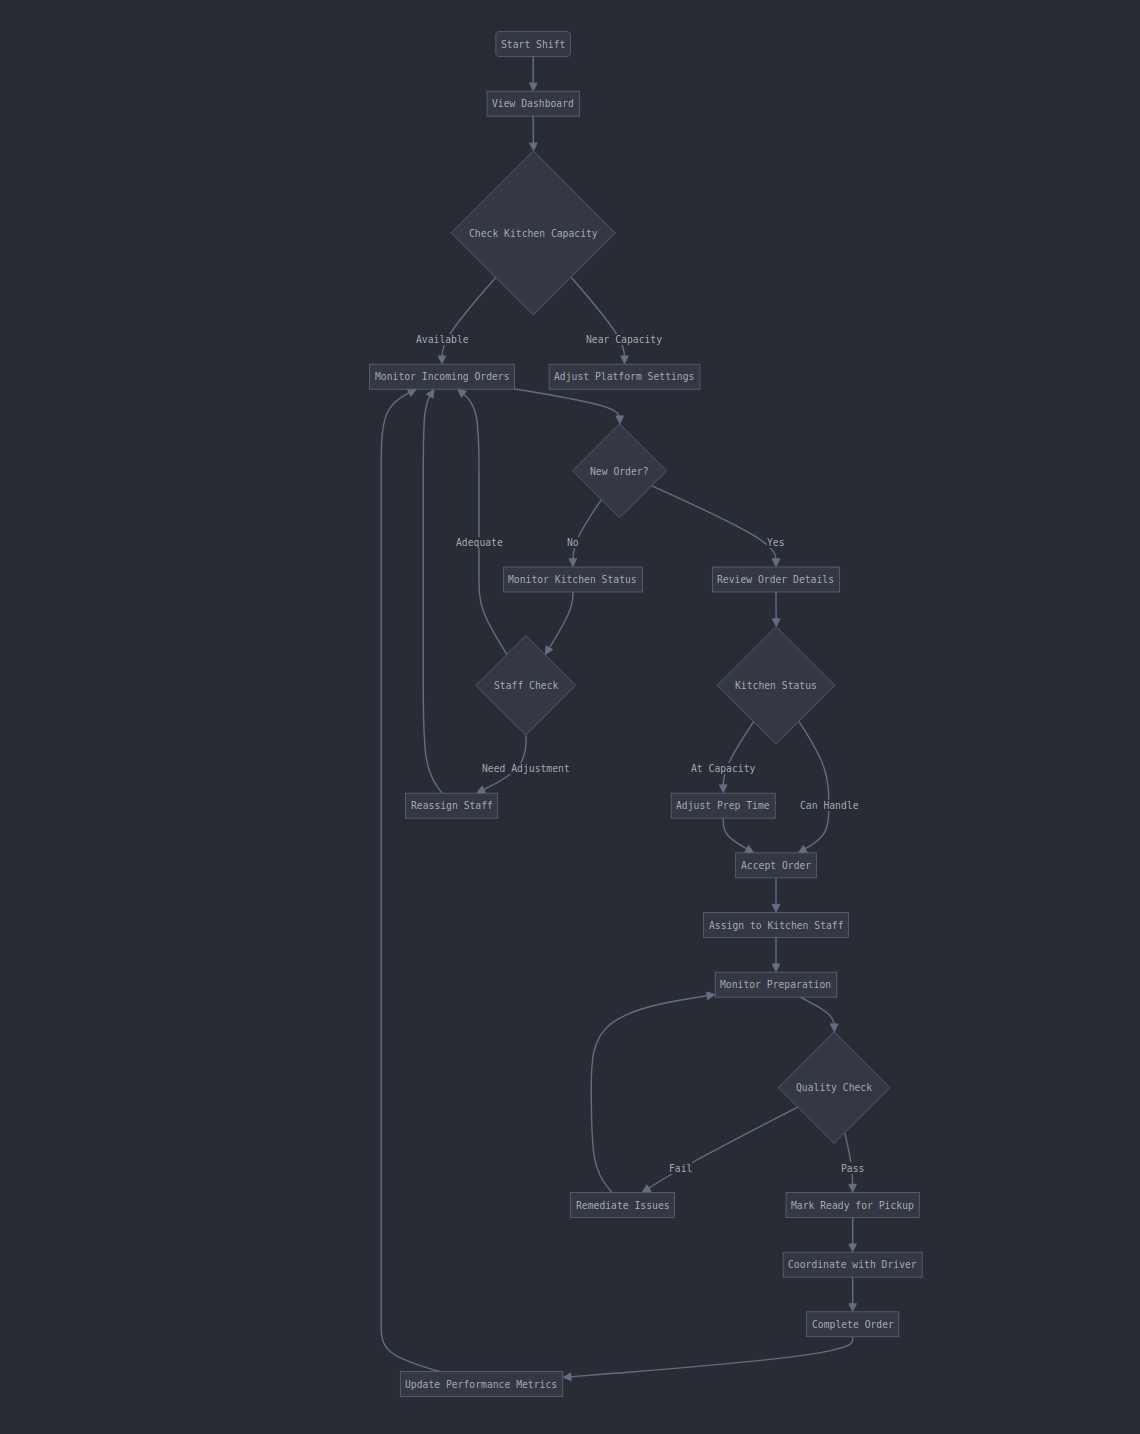 Start Shift
View Dashboard
Check Kitchen Capacity
Available
Near Capacity
Monitor Incoming Orders
Adjust Platform Settings
New Order?
Adequate
No
Yes
Monitor Kitchen Status
Review Order Details
Staff Check
Kitchen Status
Need Adjustment
At Capacity
Reassign Staff
Adjust Prep Time
Can Handle
Accept Order
Assign to Kitchen Staff
Monitor Preparation
Quality Check
Fail
Pass
Remediate Issues
Mark Ready for Pickup
Coordinate with Driver
Complete Order
Update Performance Metrics